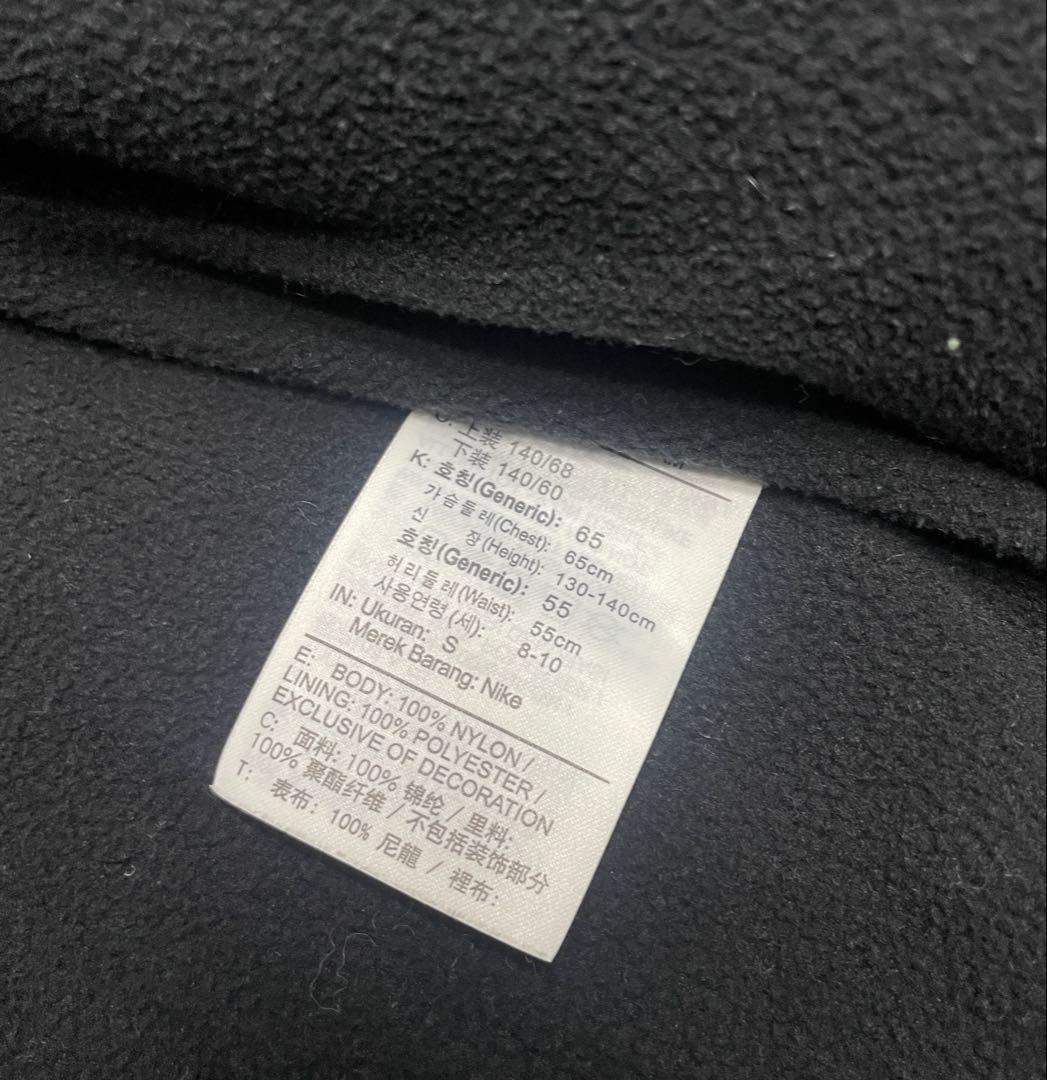 C: 上装 140/68
下装 140/60
K: 호칭(Generic): 65
가슴둘레(Chest): 65cm
신 장(Height): 130-140cm
호칭(Generic): 55
허리둘레(Waist): 55cm
사용연령(세): 8-10
IN: Ukuran: S
Merek Barang: Nike
E: BODY: 100% NYLON /
LINING: 100% POLYESTER /
EXCLUSIVE OF DECORATION
C: 面料: 100% 锦纶 / 里料:
100% 聚酯纤维 / 不包括装饰部分
T: 表布: 100% 尼龍 / 裡布: